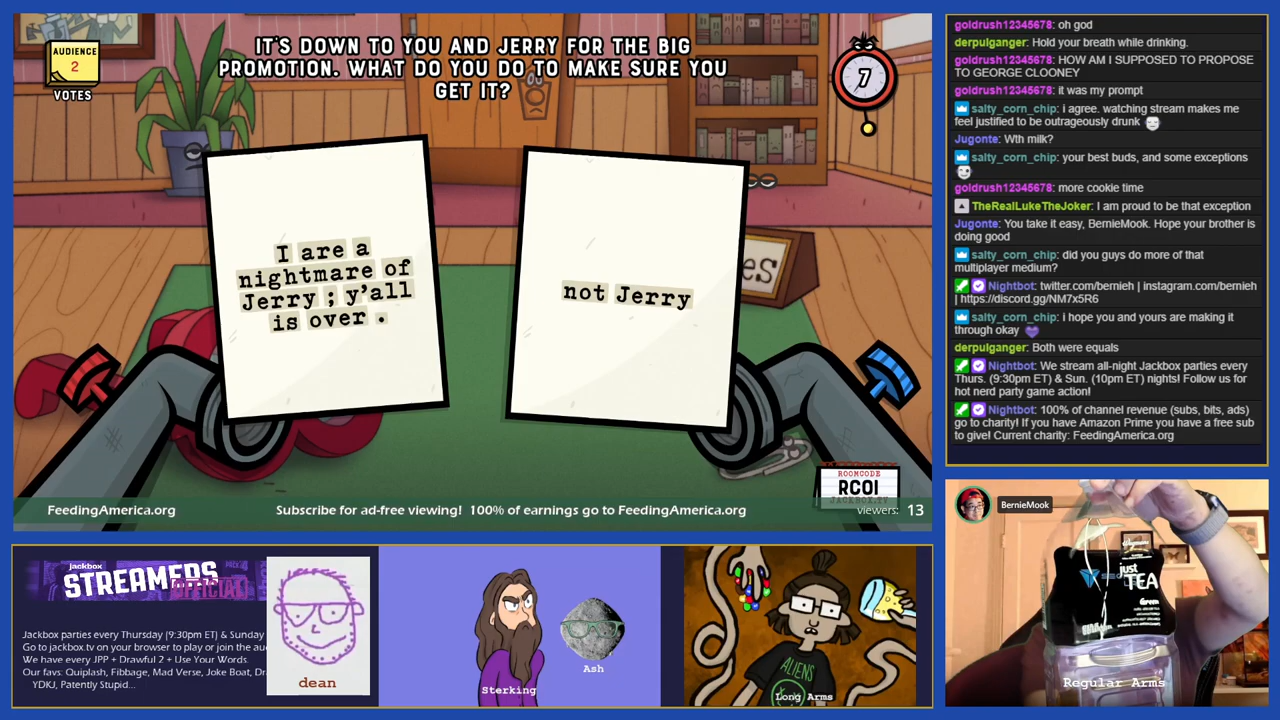 AUDIENCE
2
VOTES
IT'S DOWN TO YOU AND JERRY FOR THE BIG
PROMOTION. WHAT DO YOU DO TO MAKE SURE YOU
GET IT?
7
I are a
nightmare of
Jerry ; y'all
is over .
not Jerry
ROOMCODE
RCOI
JACKBOX.TV
FeedingAmerica.org
Subscribe for ad-free viewing! 100% of earnings go to FeedingAmerica.org
viewers: 13
goldrush12345678: oh god
derpulganger: Hold your breath while drinking.
goldrush12345678: HOW AM I SUPPOSED TO PROPOSE
TO GEORGE CLOONEY
goldrush12345678: it was my prompt
salty_corn_chip: i agree. watching stream makes me
feel justified to be outrageously drunk
Jugonte: Wth milk?
salty_corn_chip: your best buds, and some exceptions
goldrush12345678: more cookie time
TheRealLukeTheJoker: I am proud to be that exception
Jugonte: You take it easy, BernieMook. Hope your brother is
doing good
salty_corn_chip: did you guys do more of that
multiplayer medium?
Nightbot: twitter.com/bernieh | instagram.com/bernieh
| https://discord.gg/NM7x5R6
salty_corn_chip: i hope you and yours are making it
through okay
derpulganger: Both were equals
Nightbot: We stream all-night Jackbox parties every
Thurs. (9:30pm ET) & Sun. (10pm ET) nights! Follow us for
hot nerd party game action!
Nightbot: 100% of channel revenue (subs, bits, ads)
go to charity! If you have Amazon Prime you have a free sub
to give! Current charity: FeedingAmerica.org
jackbox
STREAMERS
OFFICIAL
Jackbox parties every Thursday (9:30pm ET) & Sunday
Go to jackbox.tv on your browser to play or join the au
We have every JPP + Drawful 2 + Use Your Words.
Our favs: Quiplash, Fibbage, Mad Verse, Joke Boat, Dr
YDKJ, Patently Stupid...
dean
Sterking
Ash
ALIENS
Long Arms
BernieMook
just
TEA
Green
Regular Arms